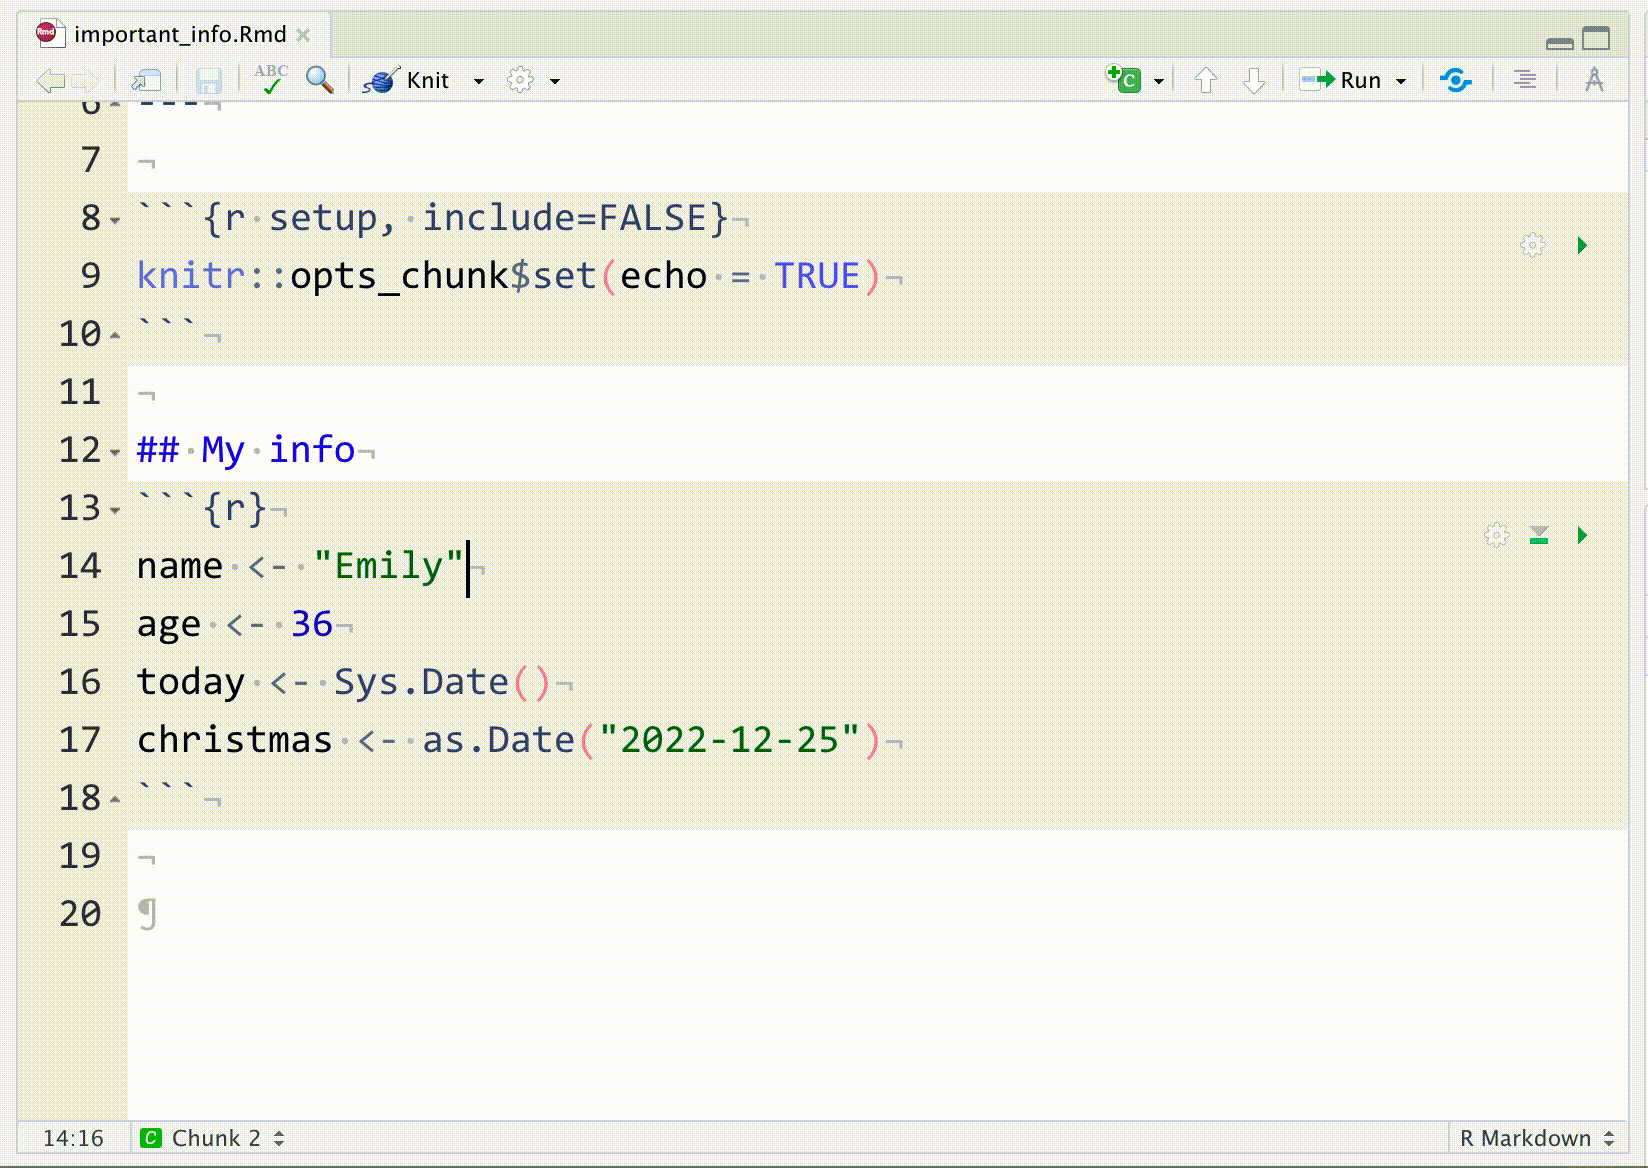 important_info.Rmd
ABC Knit Run
6 ---
7
8 ```{r setup, include=FALSE}
9 knitr::opts_chunk$set(echo = TRUE)
10 ```
11
12 ## My info
13 ```{r}
14 name <- "Emily"
15 age <- 36
16 today <- Sys.Date()
17 christmas <- as.Date("2022-12-25")
18 ```
19
20
14:16 C Chunk 2 R Markdown